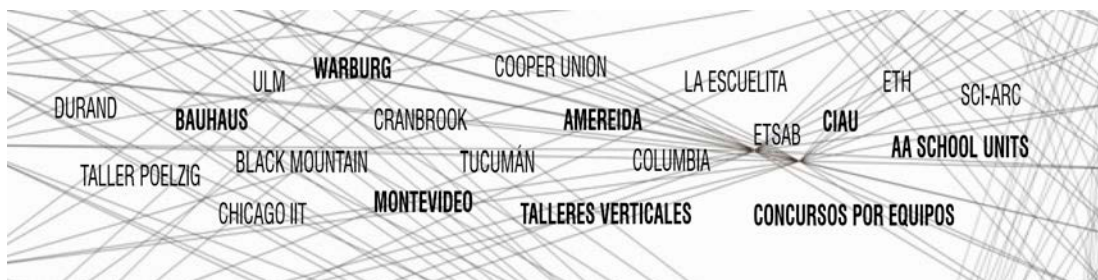 WARBURG
COOPER UNION
ULM
LA ESCUELITA
ETH
SCI-ARC
DURAND
BAUHAUS
CRANBROOK
AMEREIDA
CIAU
ETSAB
AA SCHOOL UNITS
TALLER POELZIG
BLACK MOUNTAIN
TUCUMÁN
COLUMBIA
CHICAGO IIT
MONTEVIDEO
TALLERES VERTICALES
CONCURSOS POR EQUIPOS